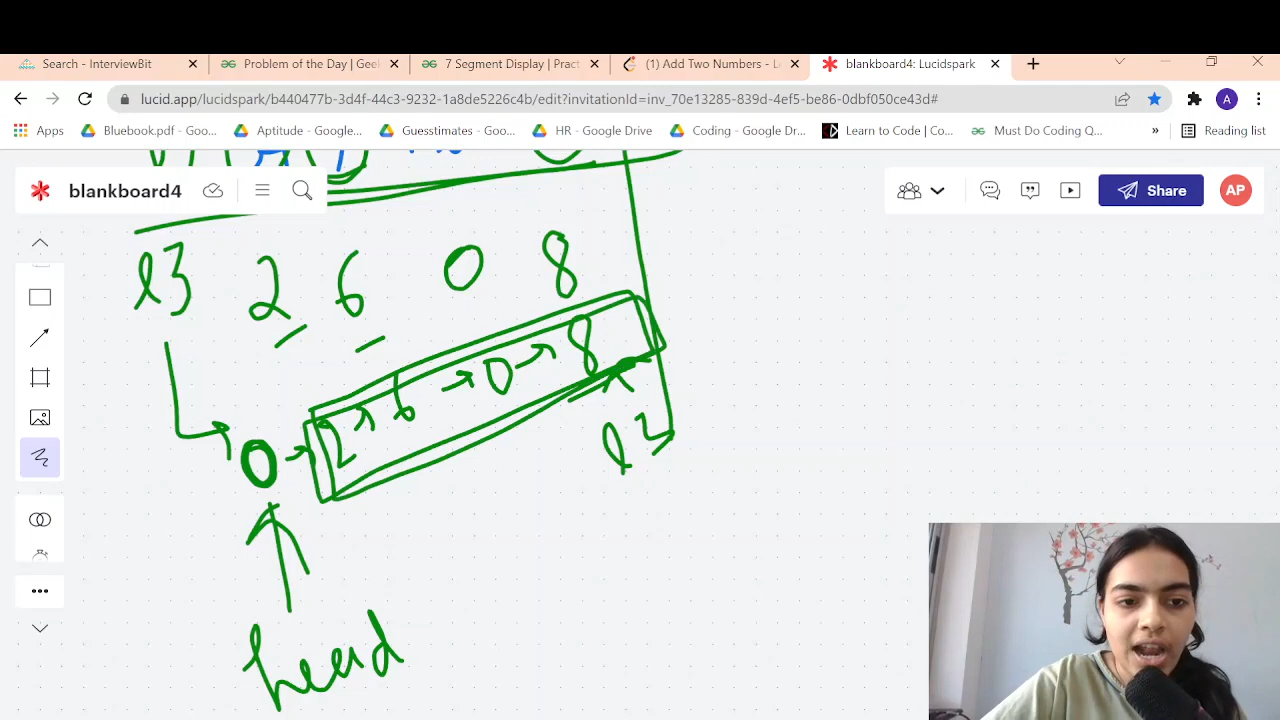 Search - InterviewBit
Problem of the Day | Geek
7 Segment Display | Pract
(1) Add Two Numbers - Le
blankboard4: Lucidspark
lucid.app/lucidspark/b440477b-3d4f-44c3-9232-1a8de5226c4b/edit?invitationId=inv_70e13285-839d-4ef5-be86-0dbf050ce43d#
A
Apps
Bluebook.pdf - Goo...
Aptitude - Google...
Guesstimates - Goo...
HR - Google Drive
Coding - Google Dr...
Learn to Code | Co...
Must Do Coding Q...
»
Reading list
blankboard4
Share
AP
l3 2 6 0 8
0 → 2 → 6 → 0 → 8
l3
head